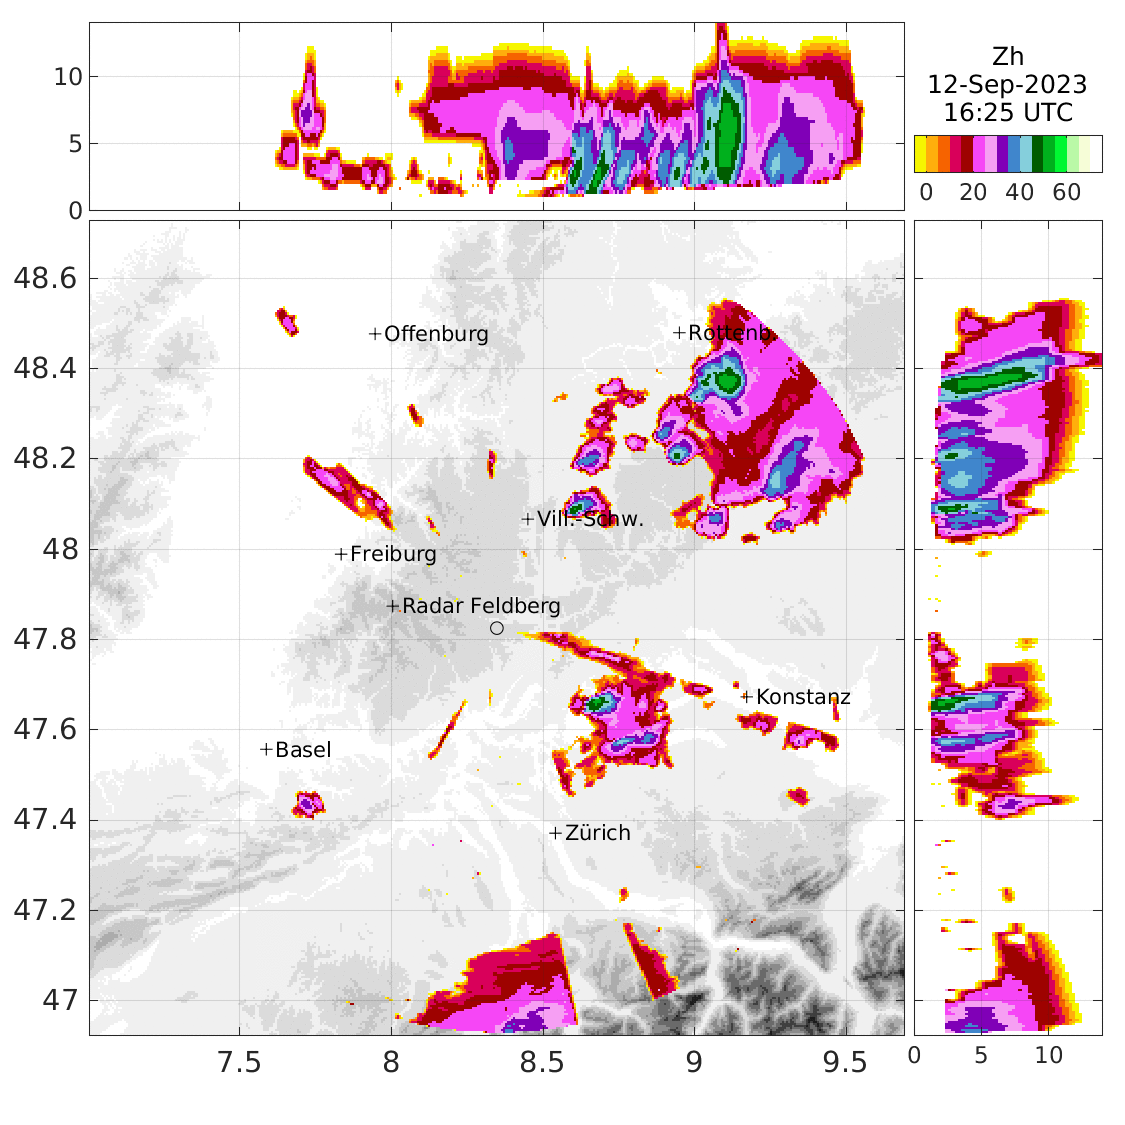 Zh
12-Sep-2023
16:25 UTC
0 20 40 60
10
5
0
48.6
48.4
48.2
48
47.8
47.6
47.4
47.2
47
+Offenburg
+Rottenb.
+Vill.-Schw.
+Freiburg
+Radar Feldberg
+Konstanz
+Basel
+Zürich
7.5 8 8.5 9 9.5
0 5 10